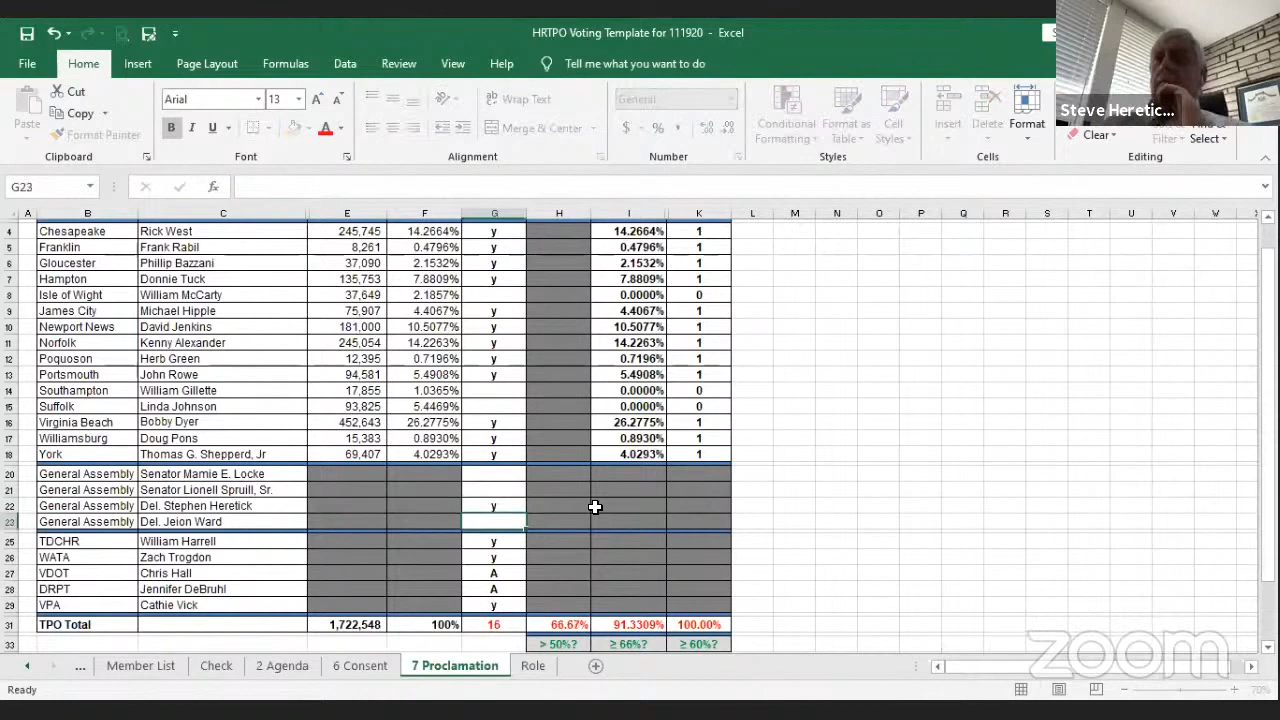 HRTPO Voting Template for 111920 - Excel
File Home Insert Page Layout Formulas Data Review View Help Tell me what you want to do
Cut
Copy
Format Painter
Paste
Arial 13
Wrap Text
Merge & Center
General
Conditional Formatting
Format as Table
Cell Styles
Insert Delete Format
Clear
Filter Select
Steve Heretic...
Clipboard Font Alignment Number Styles Cells Editing
G23 fx
A B C E F G H I K L M N O P Q R S T U V W
4 Chesapeake Rick West 245,745 14.2664% y 14.2664% 1
5 Franklin Frank Rabil 8,261 0.4796% y 0.4796% 1
6 Gloucester Phillip Bazzani 37,090 2.1532% y 2.1532% 1
7 Hampton Donnie Tuck 135,753 7.8809% y 7.8809% 1
8 Isle of Wight William McCarty 37,649 2.1857% 0.0000% 0
9 James City Michael Hipple 75,907 4.4067% y 4.4067% 1
10 Newport News David Jenkins 181,000 10.5077% y 10.5077% 1
11 Norfolk Kenny Alexander 245,054 14.2263% y 14.2263% 1
12 Poquoson Herb Green 12,395 0.7196% y 0.7196% 1
13 Portsmouth John Rowe 94,581 5.4908% y 5.4908% 1
14 Southampton William Gillette 17,855 1.0365% 0.0000% 0
15 Suffolk Linda Johnson 93,825 5.4469% 0.0000% 0
16 Virginia Beach Bobby Dyer 452,643 26.2775% y 26.2775% 1
17 Williamsburg Doug Pons 15,383 0.8930% y 0.8930% 1
18 York Thomas G. Shepperd, Jr 69,407 4.0293% y 4.0293% 1
20 General Assembly Senator Mamie E. Locke
21 General Assembly Senator Lionell Spruill, Sr.
22 General Assembly Del. Stephen Heretick y
23 General Assembly Del. Jeion Ward
25 TDCHR William Harrell y
26 WATA Zach Trogdon y
27 VDOT Chris Hall A
28 DRPT Jennifer DeBruhl A
29 VPA Cathie Vick y
31 TPO Total 1,722,548 100% 16 66.67% 91.3309% 100.00%
33 > 50%? ≥ 66%? ≥ 60%?
... Member List Check 2 Agenda 6 Consent 7 Proclamation Role
Ready 70%
zoom